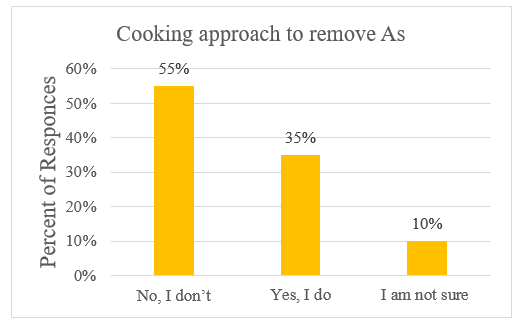 Cooking approach to remove As
Percent of Responces
60%
50%
40%
30%
20%
10%
0%
55%
35%
10%
No, I don’t
Yes, I do
I am not sure